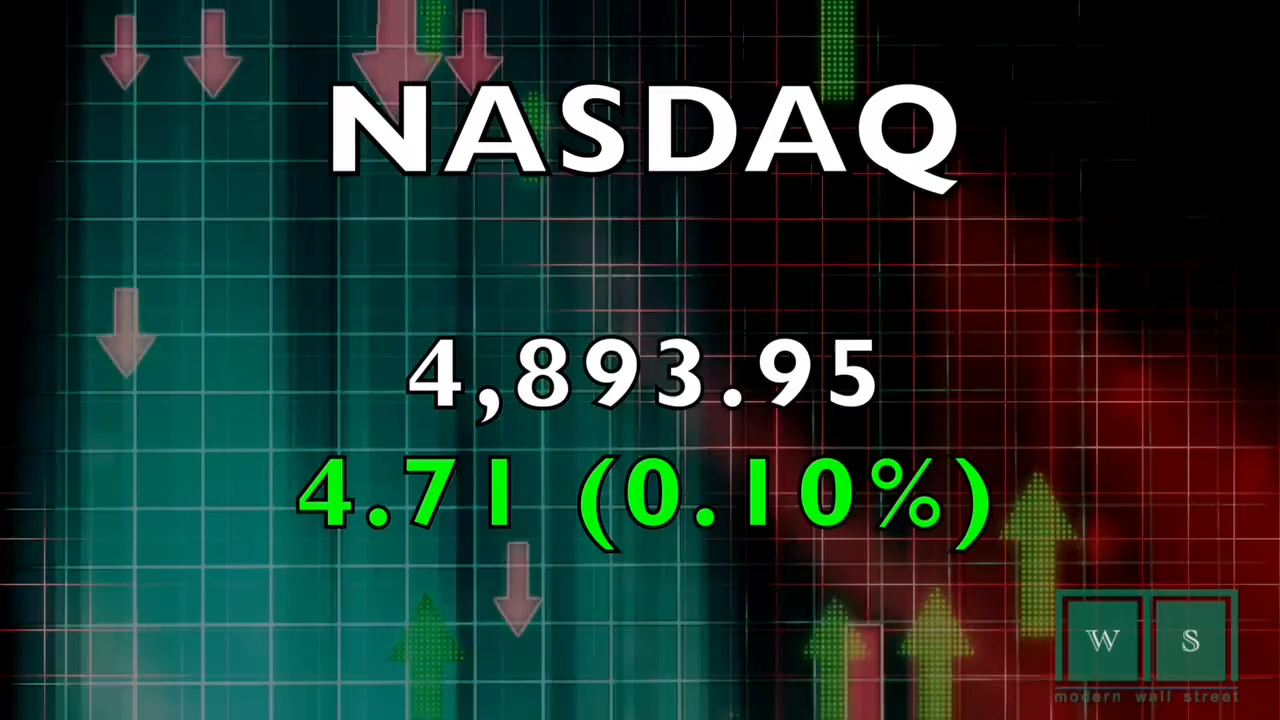 NASDAQ
4,893.95
4.71 (0.10%)
W S
modern wall street